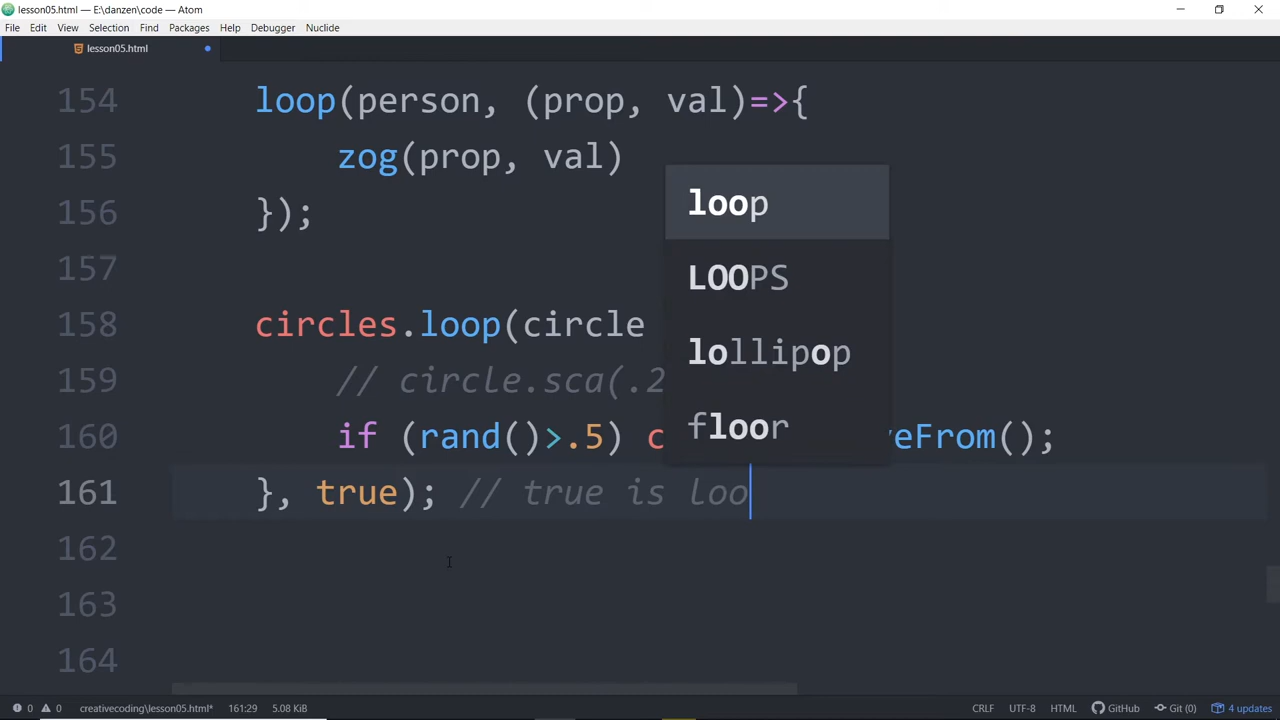 lesson05.html — E:\danzen\code — Atom
File Edit View Selection Find Packages Help Debugger Nuclide
lesson05.html
154 loop(person, (prop, val)=>{
155 zog(prop, val)
156 });
157
158 circles.loop(circle
159 // circle.sca(.2
160 if (rand()>.5) c veFrom();
161 }, true); // true is loo
162
163
164
loop
LOOPS
lollipop
floor
0 0 creativecoding\lesson05.html* 161:29 5.08 KiB CRLF UTF-8 HTML GitHub Git (0) 4 updates